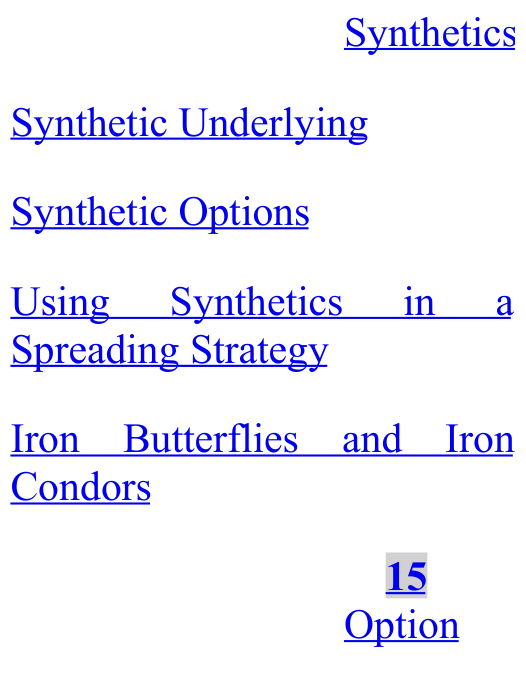 Synthetics
Synthetic Underlying
Synthetic Options
Using Synthetics in a
Spreading Strategy
Iron Butterflies and Iron
Condors
15
Option